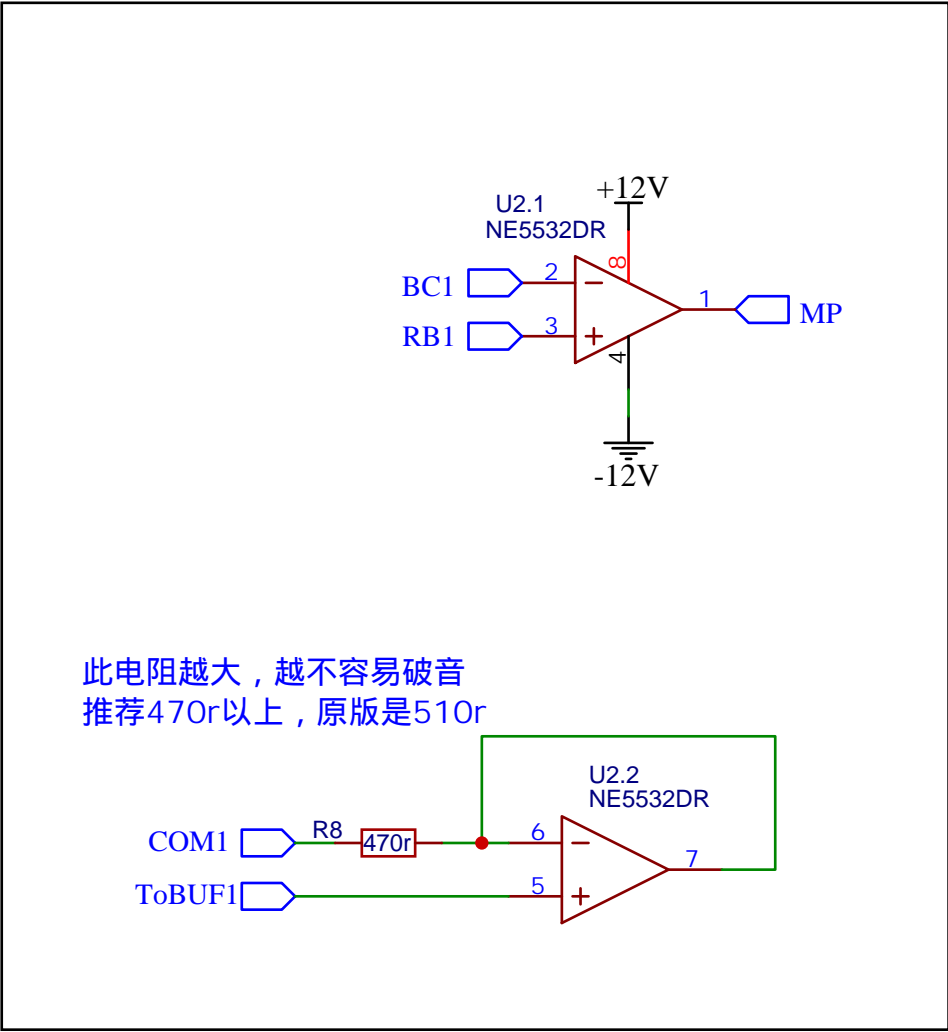 +12V
U2.1
NE5532DR
8
BC1
2
1
MP
RB1
3
4
-12V
此电阻越大，越不容易破音
推荐470r以上，原版是510r
U2.2
NE5532DR
COM1
R8
470r
6
7
ToBUF1
5